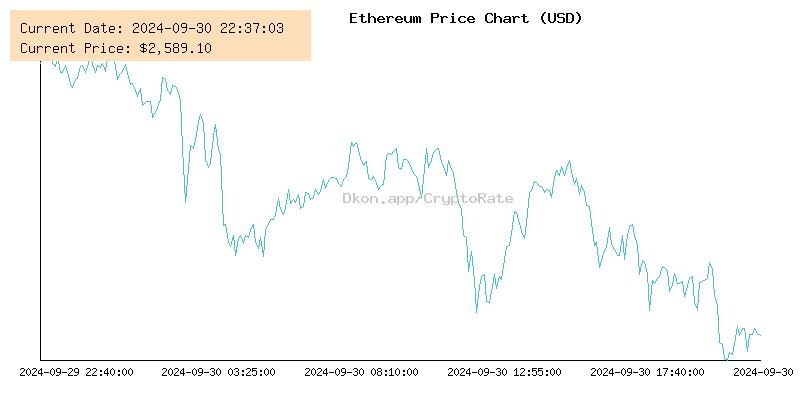 Ethereum Price Chart (USD)
Current Date: 2024-09-30 22:37:03
Current Price: $2,589.10
Dkon.app/CryptoRate
2024-09-29 22:40:00 2024-09-30 03:25:00 2024-09-30 08:10:00 2024-09-30 12:55:00 2024-09-30 17:40:00 2024-09-30